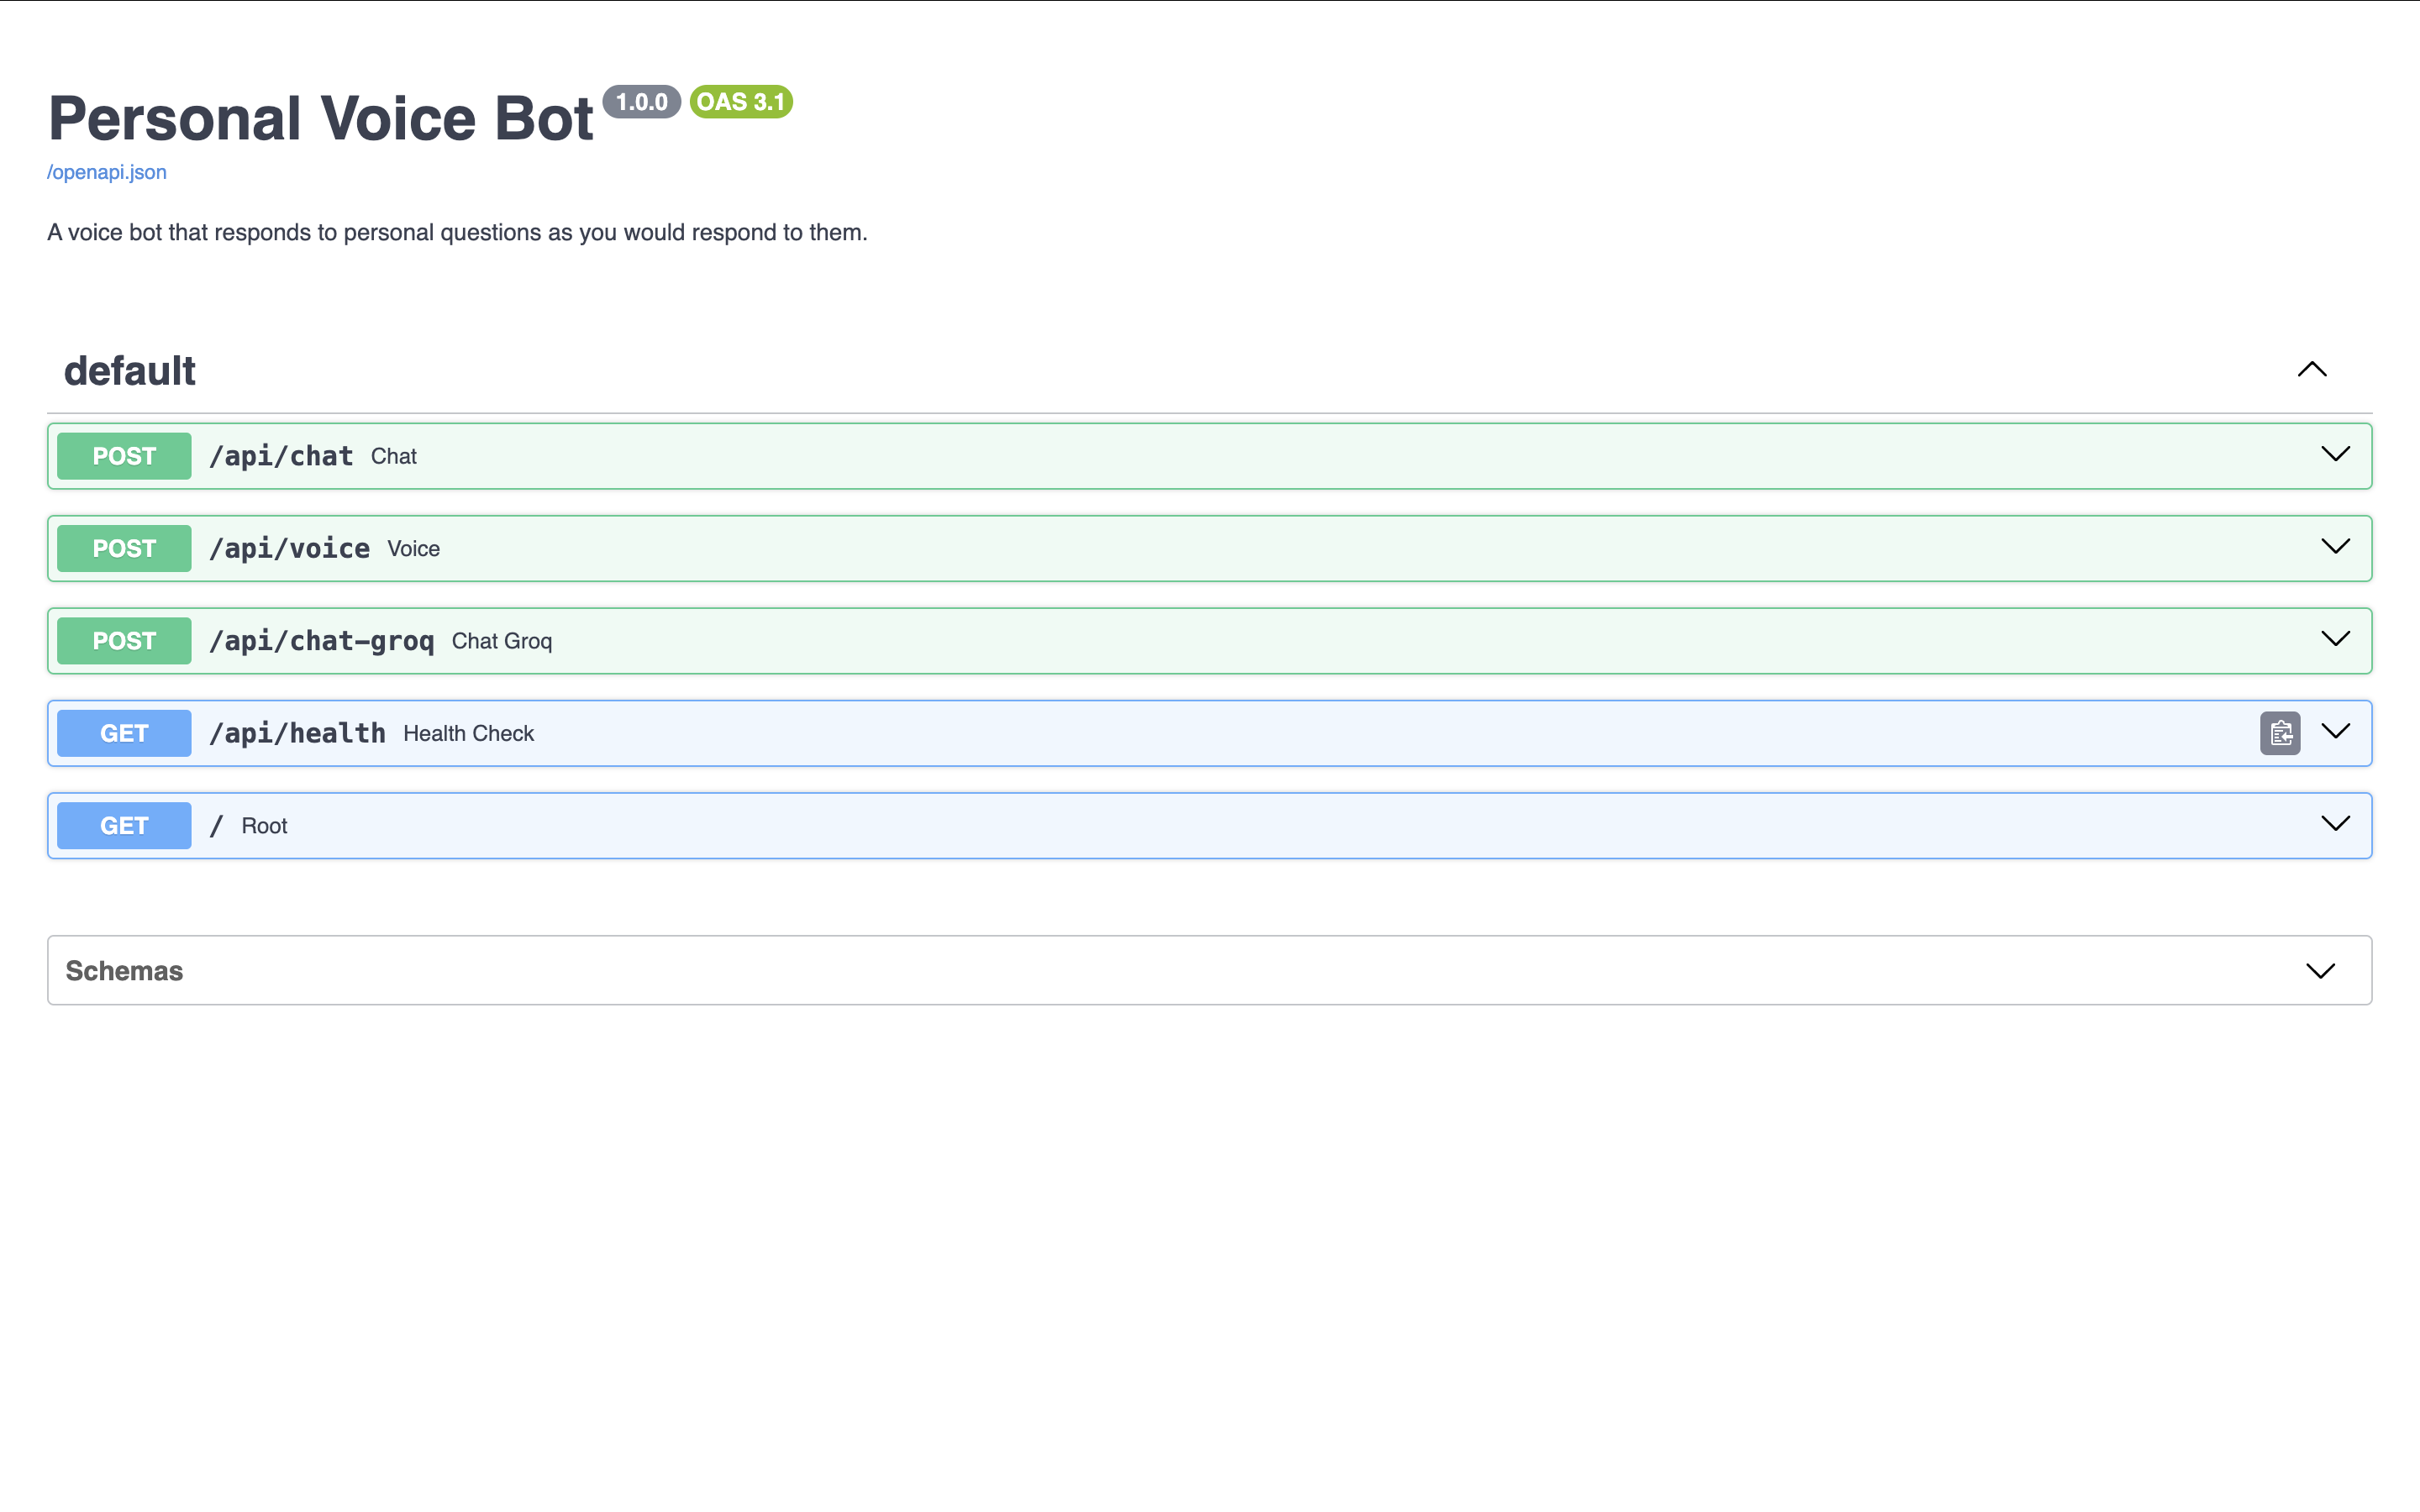 Personal Voice Bot 1.0.0 OAS 3.1
/openapi.json
A voice bot that responds to personal questions as you would respond to them.
default
POST /api/chat Chat
POST /api/voice Voice
POST /api/chat-groq Chat Groq
GET /api/health Health Check
GET / Root
Schemas